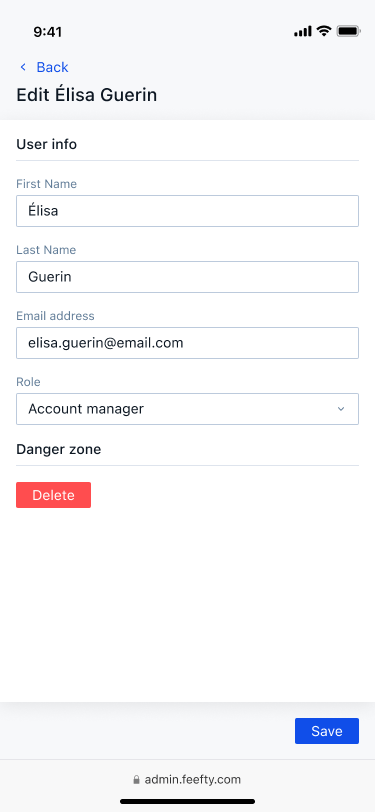 9:41
Back
Edit Élisa Guerin
User info
First Name
Élisa
Last Name
Guerin
Email address
elisa.guerin@email.com
Role
Account manager
Danger zone
Delete
Save
admin.feefty.com